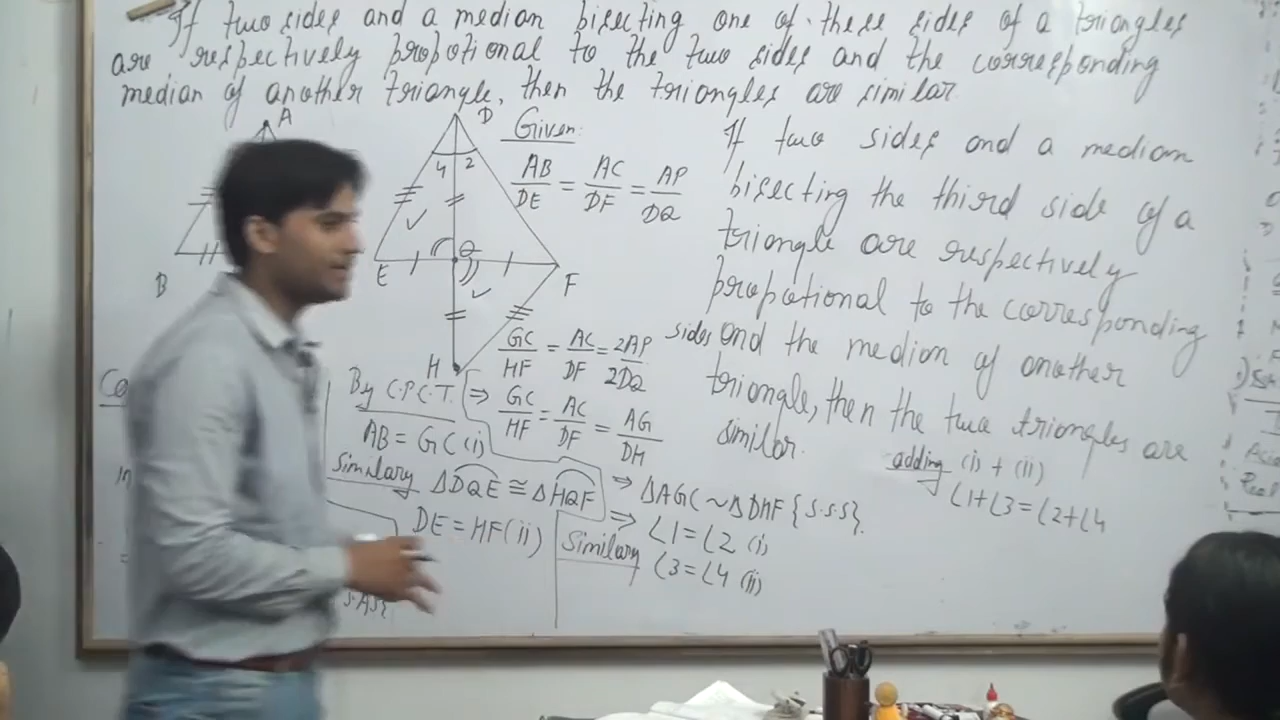 If two sides and a median bisecting one of these sides of a triangles
are respectively propotional to the two sides and the corresponding
median of another triangle, then the triangles are similar.
A
B
D
4 2
E
Q
F
H
Given:
AB/DE = AC/DF = AP/DQ
If two sides and a median
bisecting the third side of a
triangle are respectively
propotional to the corresponding
sides and the median of another
triangle, then the two triangles are
similar.
GC/HF = AC/DF = 2AP/2DQ
⇒ GC/HF = AC/DF = AG/DH
By C.P.C.T.
AB = GC (i)
Similary ΔDQE ≅ ΔHQF
DE = HF (ii)
S.AS}
⇒ ΔAGC ~ ΔDHF {S.S.S}.
⇒ ∠1 = ∠2 (i)
Similary ∠3 = ∠4 (ii)
adding (i) + (ii)
∠1+∠3 = ∠2+∠4